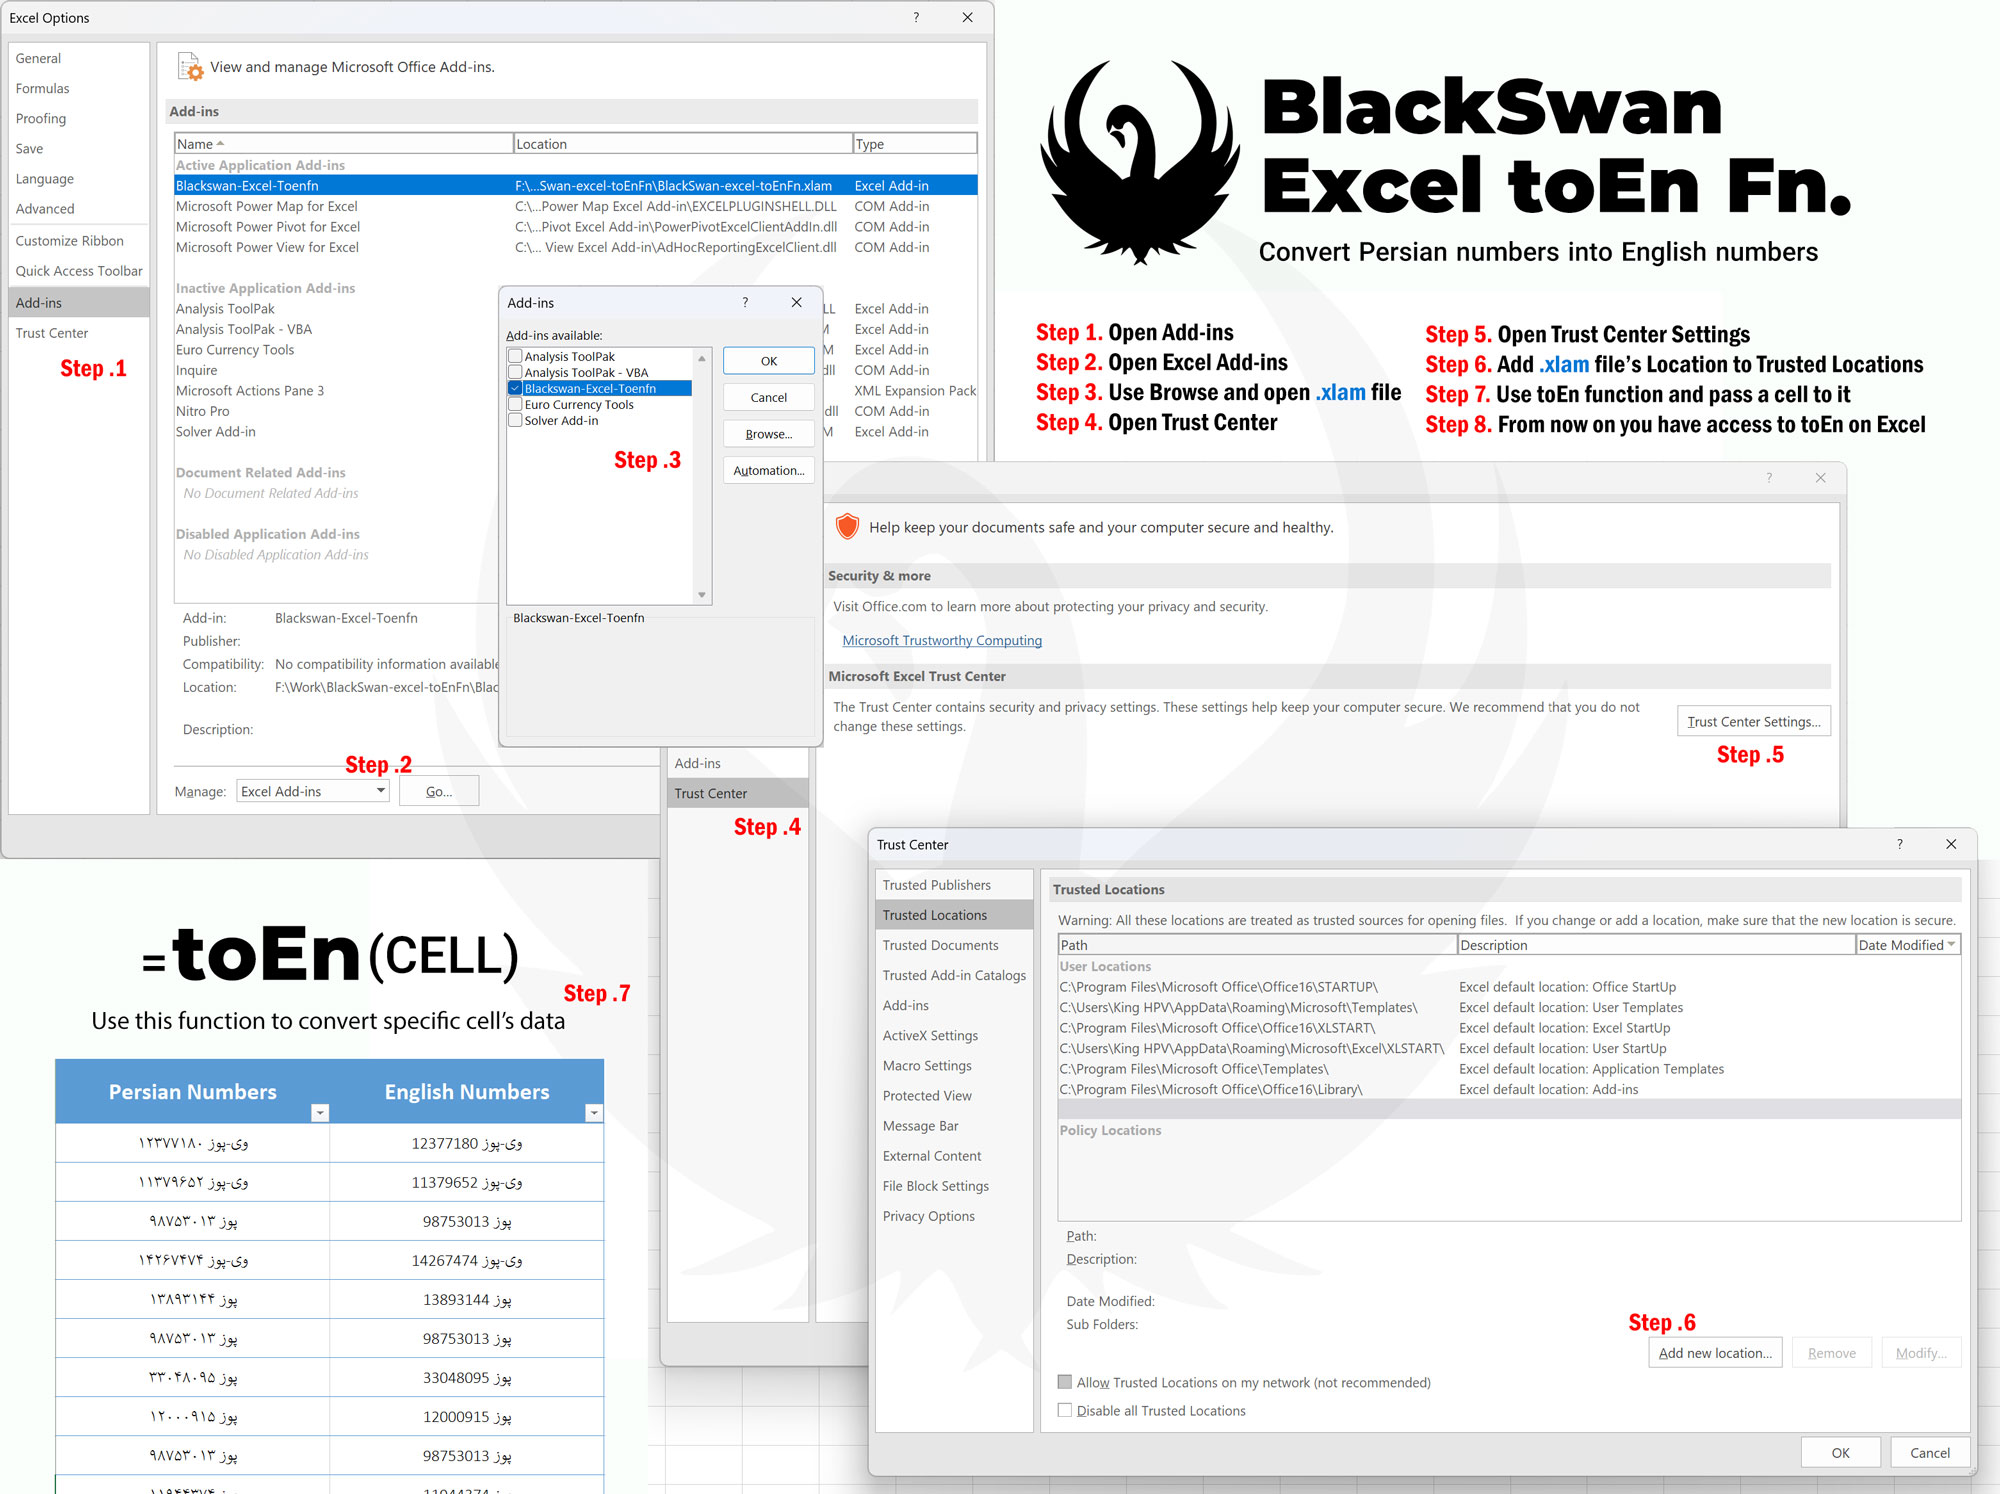 Excel Options
?
General
Formulas
Proofing
Save
Language
Advanced
Customize Ribbon
Quick Access Toolbar
Add-ins
Trust Center
Step .1
View and manage Microsoft Office Add-ins.
Add-ins
Name Location Type
Active Application Add-ins
Blackswan-Excel-Toenfn F:\...Swan-excel-toEnFn\BlackSwan-excel-toEnFn.xlam Excel Add-in
Microsoft Power Map for Excel C:\...Power Map Excel Add-in\EXCELPLUGINSHELL.DLL COM Add-in
Microsoft Power Pivot for Excel C:\...Pivot Excel Add-in\PowerPivotExcelClientAddIn.dll COM Add-in
Microsoft Power View for Excel C:\... View Excel Add-in\AdHocReportingExcelClient.dll COM Add-in
Inactive Application Add-ins
Analysis ToolPak LL Excel Add-in
Analysis ToolPak - VBA M Excel Add-in
Euro Currency Tools M Excel Add-in
Inquire dll COM Add-in
Microsoft Actions Pane 3 XML Expansion Pack
Nitro Pro dll COM Add-in
Solver Add-in M Excel Add-in
Document Related Add-ins
No Document Related Add-ins
Disabled Application Add-ins
No Disabled Application Add-ins
Add-in: Blackswan-Excel-Toenfn
Publisher:
Compatibility: No compatibility information available
Location: F:\Work\BlackSwan-excel-toEnFn\Blac
Description:
Step .2
Manage: Excel Add-ins Go...
Add-ins
?
Add-ins available:
Analysis ToolPak
Analysis ToolPak - VBA
Blackswan-Excel-Toenfn
Euro Currency Tools
Solver Add-in
Step .3
OK
Cancel
Browse...
Automation...
Blackswan-Excel-Toenfn
BlackSwan
Excel toEn Fn.
Convert Persian numbers into English numbers
Step 1. Open Add-ins
Step 2. Open Excel Add-ins
Step 3. Use Browse and open .xlam file
Step 4. Open Trust Center
Step 5. Open Trust Center Settings
Step 6. Add .xlam file's Location to Trusted Locations
Step 7. Use toEn function and pass a cell to it
Step 8. From now on you have access to toEn on Excel
?
Help keep your documents safe and your computer secure and healthy.
Security & more
Visit Office.com to learn more about protecting your privacy and security.
Microsoft Trustworthy Computing
Microsoft Excel Trust Center
The Trust Center contains security and privacy settings. These settings help keep your computer secure. We recommend that you do not
change these settings.
Trust Center Settings...
Step .5
Add-ins
Trust Center
Step .4
Trust Center
?
Trusted Publishers
Trusted Locations
Trusted Documents
Trusted Add-in Catalogs
Add-ins
ActiveX Settings
Macro Settings
Protected View
Message Bar
External Content
File Block Settings
Privacy Options
Trusted Locations
Warning: All these locations are treated as trusted sources for opening files. If you change or add a location, make sure that the new location is secure.
Path Description Date Modified
User Locations
C:\Program Files\Microsoft Office\Office16\STARTUP\ Excel default location: Office StartUp
C:\Users\King HPV\AppData\Roaming\Microsoft\Templates\ Excel default location: User Templates
C:\Program Files\Microsoft Office\Office16\XLSTART\ Excel default location: Excel StartUp
C:\Users\King HPV\AppData\Roaming\Microsoft\Excel\XLSTART\ Excel default location: User StartUp
C:\Program Files\Microsoft Office\Templates\ Excel default location: Application Templates
C:\Program Files\Microsoft Office\Office16\Library\ Excel default location: Add-ins
Policy Locations
Path:
Description:
Date Modified:
Sub Folders:
Step .6
Add new location... Remove Modify...
Allow Trusted Locations on my network (not recommended)
Disable all Trusted Locations
OK Cancel
=toEn(CELL)
Step .7
Use this function to convert specific cell's data
Persian Numbers English Numbers
وی-پوز ۱۲۳۷۷۱۸۰ وی-پوز 12377180
وی-پوز ۱۱۳۷۹۶۵۲ وی-پوز 11379652
پوز ۹۸۷۵۳۰۱۳ پوز 98753013
وی-پوز ۱۴۲۶۷۴۷۴ وی-پوز 14267474
پوز ۱۳۸۹۳۱۴۴ پوز 13893144
پوز ۹۸۷۵۳۰۱۳ پوز 98753013
پوز ۳۳۰۴۸۰۹۵ پوز 33048095
پوز ۱۲۰۰۰۹۱۵ پوز 12000915
پوز ۹۸۷۵۳۰۱۳ پوز 98753013